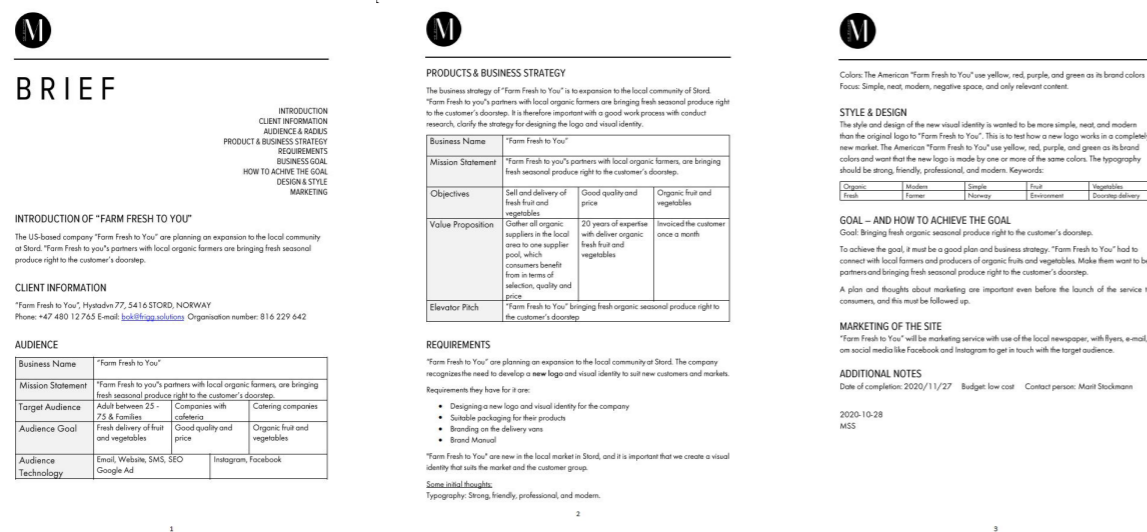 M
BRIEF
INTRODUCTION
CLIENT INFORMATION
AUDIENCE & RADIUS
PRODUCT & BUSINESS STRATEGY
REQUIREMENTS
BUSINESS GOAL
HOW TO ACHIVE THE GOAL
DESIGN & STYLE
MARKETING
INTRODUCTION OF "FARM FRESH TO YOU"
The US-based company "Farm Fresh to You" are planning an expansion to the local community
at Stord. "Farm Fresh to you"s partners with local organic farmers are bringing fresh seasonal
produce right to the customer's doorstep.
CLIENT INFORMATION
"Farm Fresh to You", Hystadvn 77, 5416 STORD, NORWAY
Phone: +47 480 12 765 E-mail: bok@frigg.solutions Organisation number: 816 229 642
AUDIENCE
Business Name "Farm Fresh to You"
Mission Statement "Farm Fresh to you"s partners with local organic farmers, are bringing
fresh seasonal produce right to the customer's doorstep.
Target Audience Adult between 25 - Companies with Catering companies
75 & Families cafeteria
Audience Goal Fresh delivery of fruit Good quality and Organic fruit and
and vegetables price vegetables
Audience Email, Website, SMS, SEO Instagram, Facebook
Technology Google Ad
1
M
PRODUCTS & BUSINESS STRATEGY
The business strategy of "Farm Fresh to You" is to expansion to the local community of Stord.
"Farm Fresh to you"s partners with local organic farmers are bringing fresh seasonal produce right
to the customer's doorstep. It is therefore important with a good work process with conduct
research, clarify the strategy for designing the logo and visual identity.
Business Name "Farm Fresh to You"
Mission Statement "Farm Fresh to you"s partners with local organic farmers, are bringing
fresh seasonal produce right to the customer's doorstep.
Objectives Sell and delivery of Good quality and Organic fruit and
fresh fruit and price vegetables
vegetables
Value Proposition Gather all organic 20 years of expertise Invoiced the customer
suppliers in the local with deliver organic once a month
area to one supplier fresh fruit and
pool, which vegetables
consumers benefit
from in terms of
selection, quality and
price
Elevator Pitch "Farm Fresh to You" bringing fresh organic seasonal produce right to
the customer's doorstep
REQUIREMENTS
"Farm Fresh to You" are planning an expansion to the local community at Stord. The company
recognizes the need to develop a new logo and visual identity to suit new customers and markets.
Requirements they have for it are:
• Designing a new logo and visual identity for the company
• Suitable packaging for their products
• Branding on the delivery vans
• Brand Manual
"Farm Fresh to You" are new in the local market in Stord, and it is important that we create a visual
identity that suits the market and the customer group.
Some initial thoughts:
Typography: Strong, friendly, professional, and modern.
2
M
Colors: The American "Farm Fresh to You" use yellow, red, purple, and green as its brand colors
Focus: Simple, neat, modern, negative space, and only relevant content.
STYLE & DESIGN
The style and design of the new visual identity is wanted to be more simple, neat, and modern
than the original logo to "Farm Fresh to You". This is to test how a new logo works in a completel
new market. The American "Farm Fresh to You" use yellow, red, purple, and green as its brand
colors and want that the new logo is made by one or more of the same colors. The typography
should be strong, friendly, professional, and modern. Keywords:
Organic Modern Simple Fruit Vegetables
Fresh Farmer Norway Environment Doorstep delivery
GOAL – AND HOW TO ACHIEVE THE GOAL
Goal: Bringing fresh organic seasonal produce right to the customer's doorstep.
To achieve the goal, it must be a good plan and business strategy. "Farm Fresh to You" had to
connect with local farmers and producers of organic fruits and vegetables. Make them want to be
partners and bringing fresh seasonal produce right to the customer's doorstep.
A plan and thoughts about marketing are important even before the launch of the service t
consumers, and this must be followed up.
MARKETING OF THE SITE
"Farm Fresh to You" will be marketing service with use of the local newspaper, with flyers, e-mail,
om social media like Facebook and Instagram to get in touch with the target audience.
ADDITIONAL NOTES
Date of completion: 2020/11/27 Budget: low cost Contact person: Marit Stockmann
2020-10-28
MSS
3